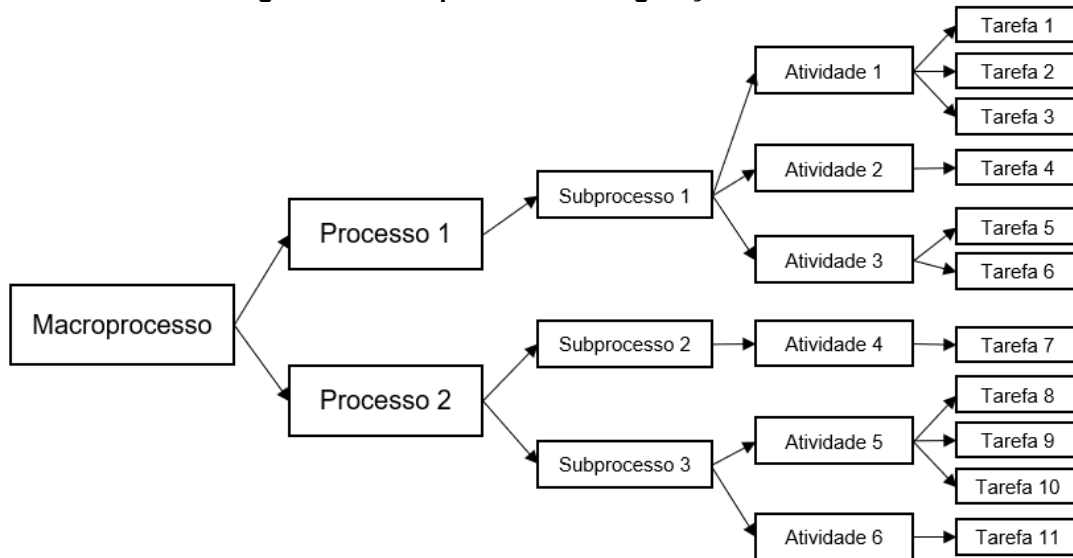 Macroprocesso
Processo 1
Processo 2
Subprocesso 1
Subprocesso 2
Subprocesso 3
Atividade 1
Atividade 2
Atividade 3
Atividade 4
Atividade 5
Atividade 6
Tarefa 1
Tarefa 2
Tarefa 3
Tarefa 4
Tarefa 5
Tarefa 6
Tarefa 7
Tarefa 8
Tarefa 9
Tarefa 10
Tarefa 11